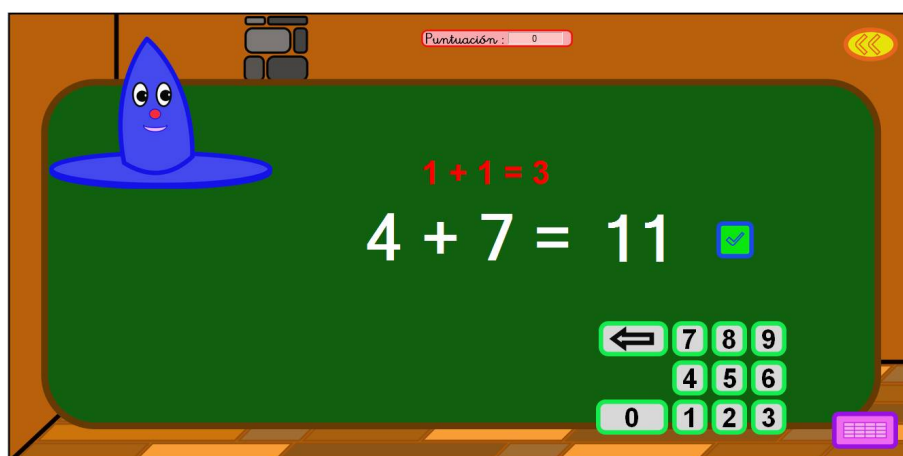 Puntuación : 0
1 + 1 = 3
4 + 7 = 11
7 8 9
4 5 6
0 1 2 3